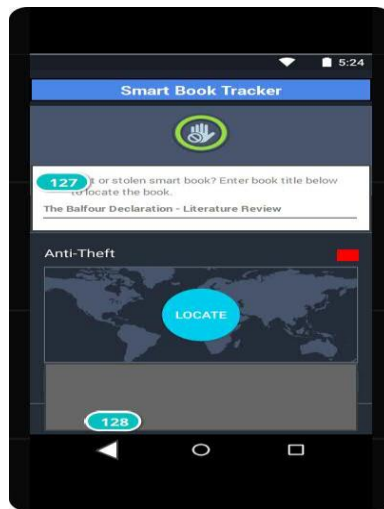 5:24
Smart Book Tracker
127 t or stolen smart book? Enter book title below
to locate the book.
The Balfour Declaration - Literature Review
Anti-Theft
LOCATE
128